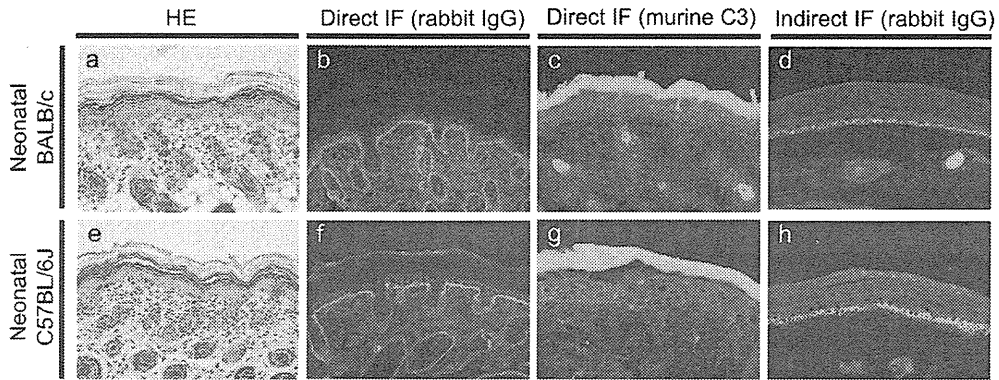 HE
Direct IF (rabbit IgG)
Direct IF (murine C3)
Indirect IF (rabbit IgG)
Neonatal
BALB/c
a
b
c
d
Neonatal
C57BL/6J
e
f
g
h